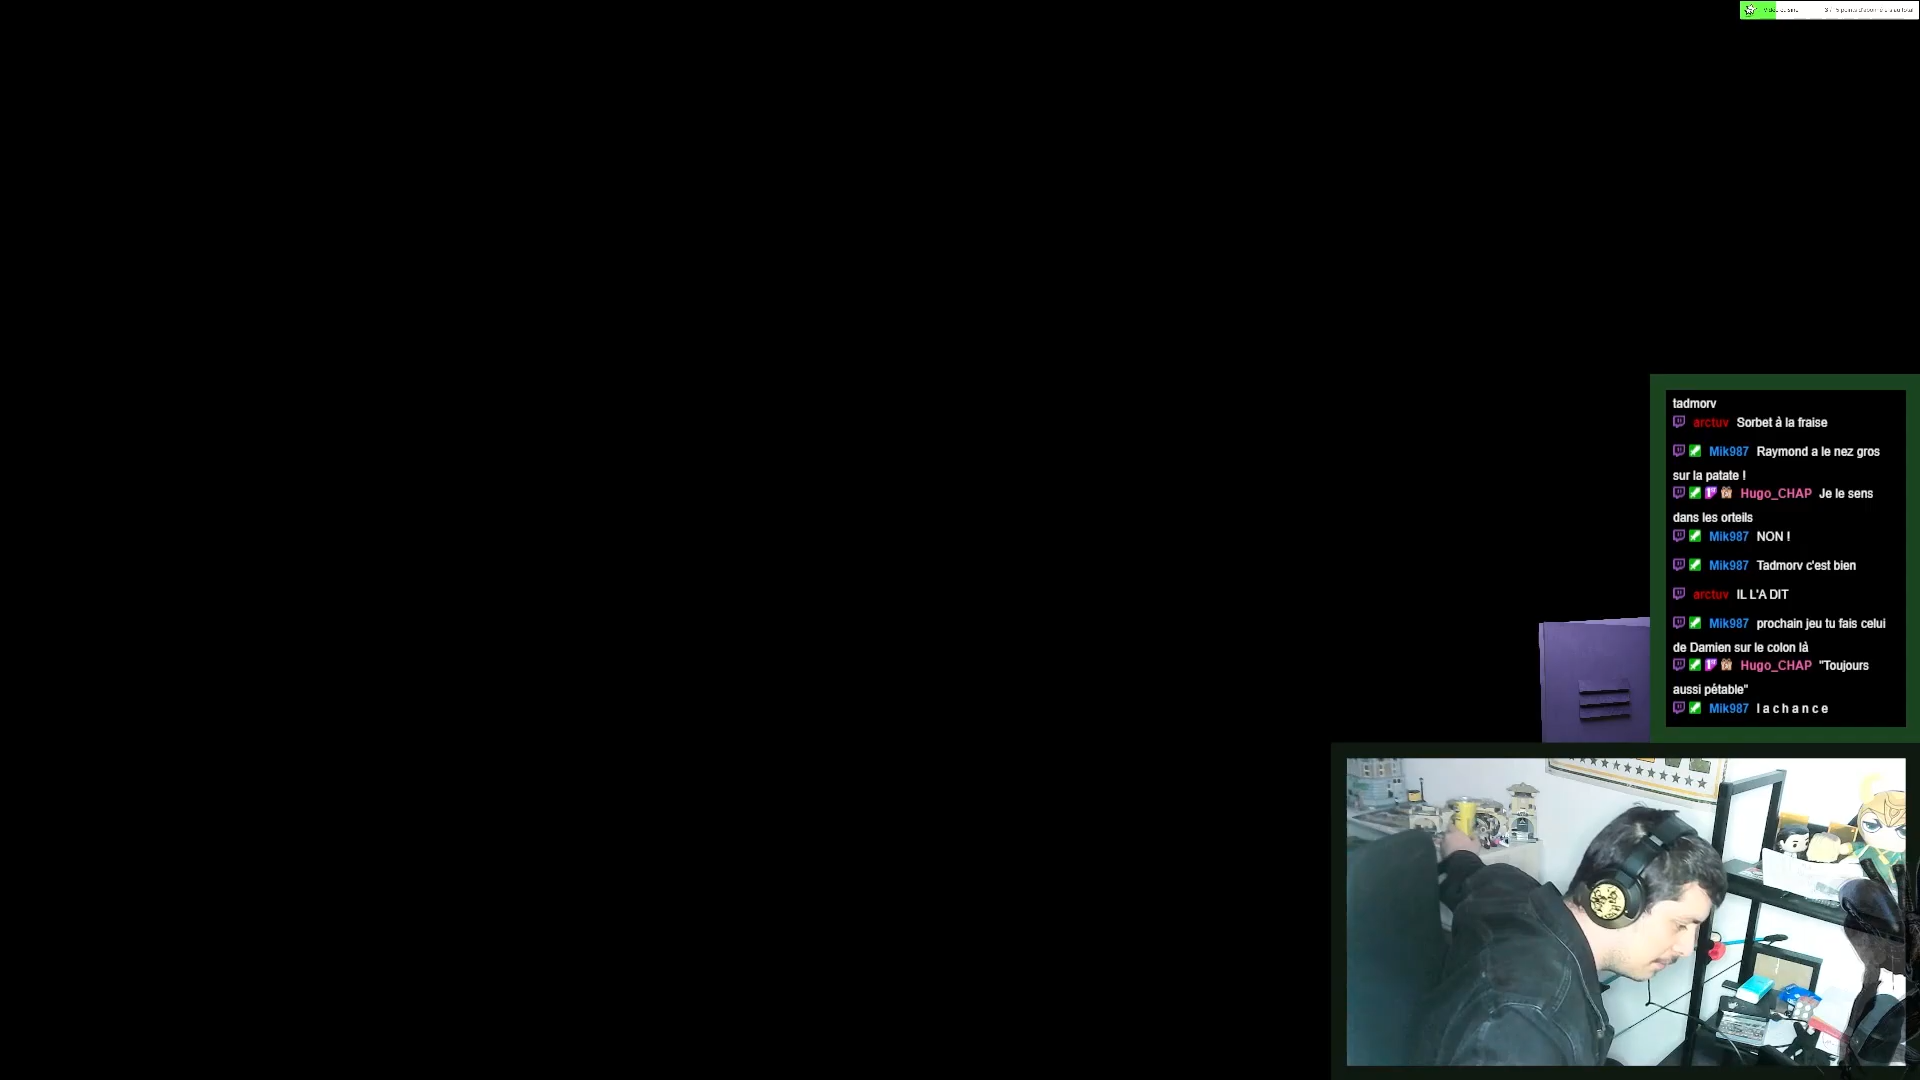 tadmorv
arctuv Sorbet à la fraise
Mik987 Raymond a le nez gros
sur la patate !
Hugo_CHAP Je le sens
dans les orteils
Mik987 NON !
Mik987 Tadmorv c'est bien
arctuv IL L'A DIT
Mik987 prochain jeu tu fais celui
de Damien sur le colon là
Hugo_CHAP "Toujours
aussi pétable"
Mik987 l a c h a n c e